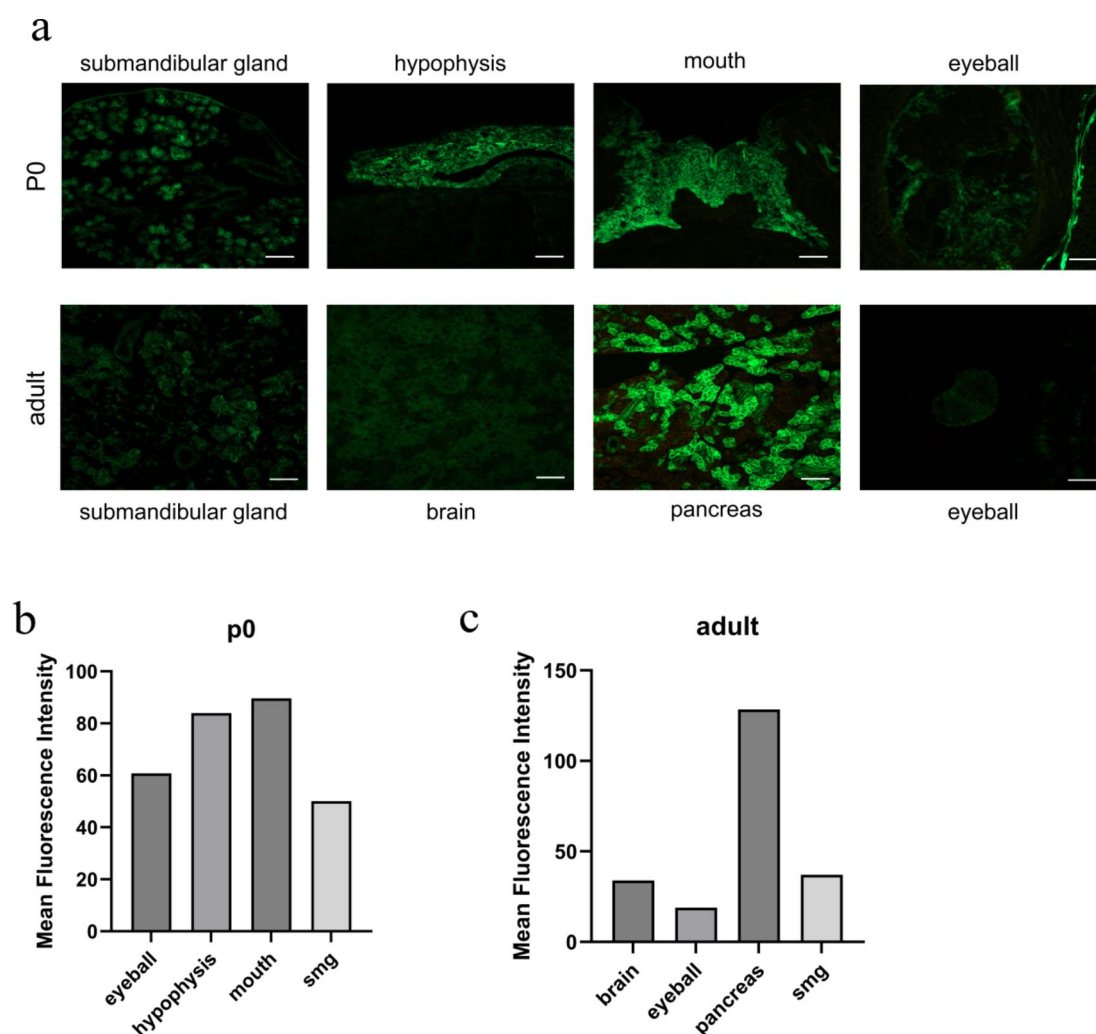 a
submandibular gland hypophysis mouth eyeball
P0
adult
submandibular gland brain pancreas eyeball
b
p0
Mean Fluorescence Intensity
100
80
60
40
20
0
eyeball
hypophysis
mouth
smg
c
adult
Mean Fluorescence Intensity
150
100
50
0
brain
eyeball
pancreas
smg